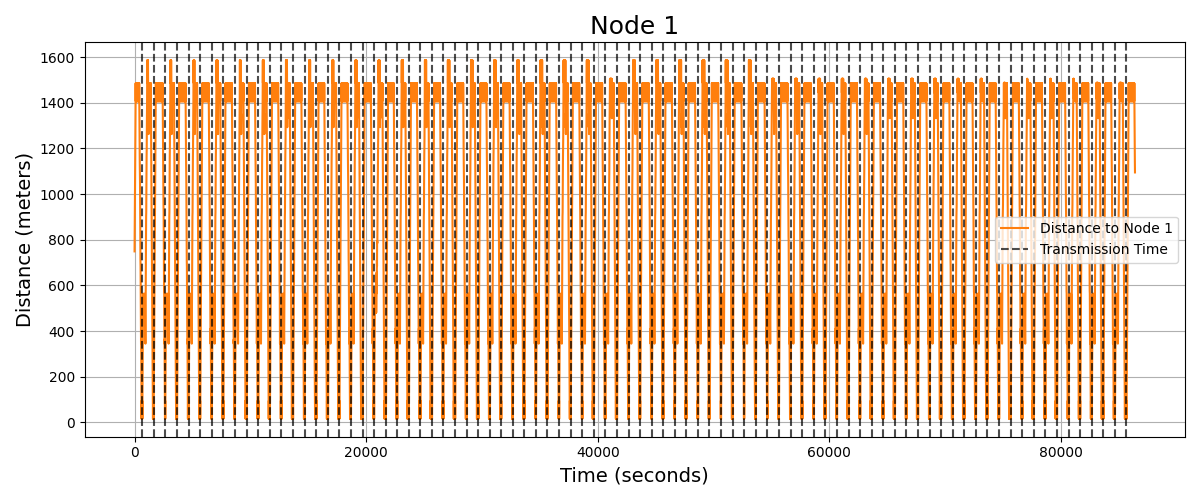 Node 1
1600
1400
1200
1000
800
600
400
200
0
Distance (meters)
Distance to Node 1
Transmission Time
0 20000 40000 60000 80000
Time (seconds)